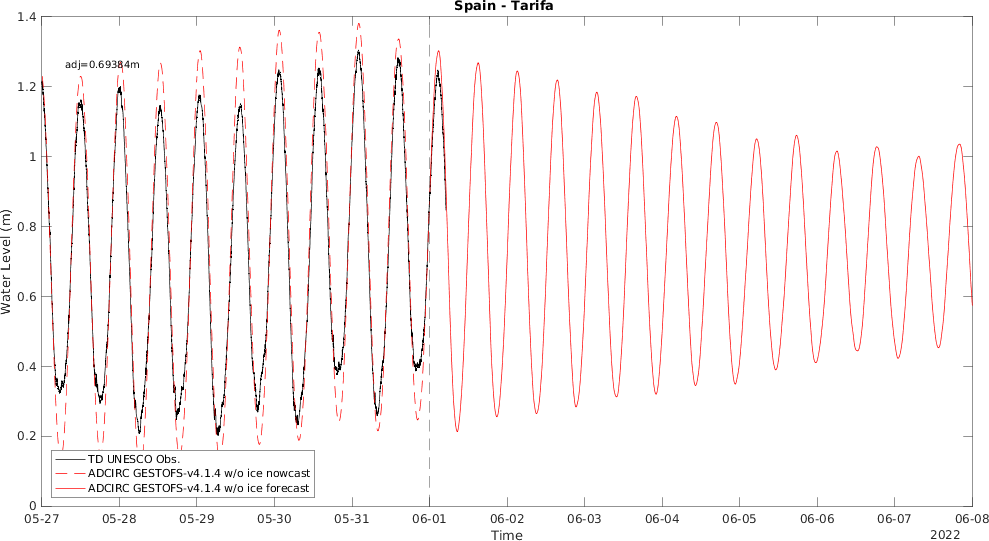 Spain - Tarifa
1.4
1.2
1
0.8
0.6
0.4
0.2
0
Water Level (m)
adj=0.69384m
TD UNESCO Obs.
ADCIRC GESTOFS-v4.1.4 w/o ice nowcast
ADCIRC GESTOFS-v4.1.4 w/o ice forecast
05-27 05-28 05-29 05-30 05-31 06-01 06-02 06-03 06-04 06-05 06-06 06-07 06-08
Time
2022